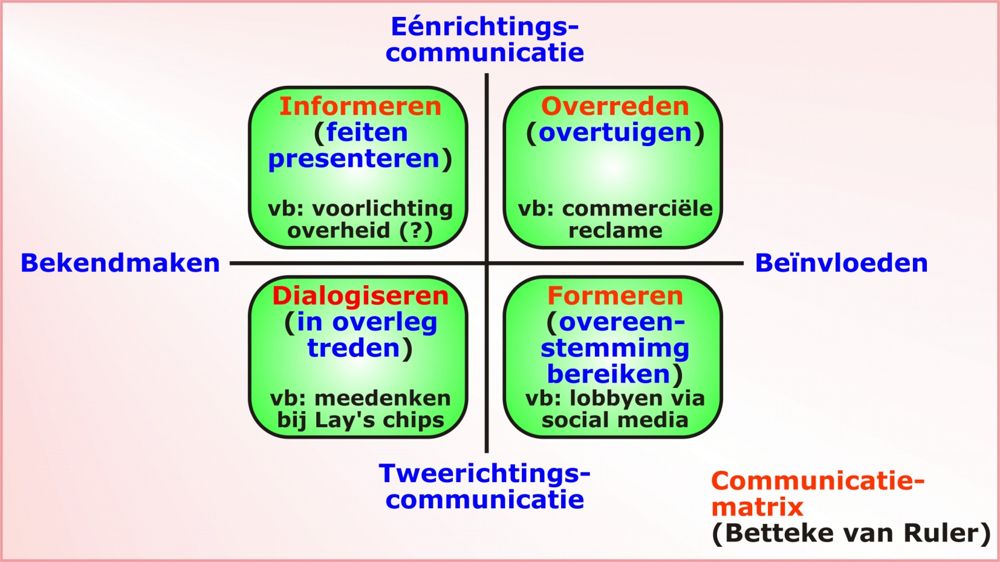 Eénrichtings-
communicatie
Informeren
(feiten
presenteren)
vb: voorlichting
overheid (?)
Overreden
(overtuigen)
vb: commerciële
reclame
Bekendmaken
Beïnvloeden
Dialogiseren
(in overleg
treden)
vb: meedenken
bij Lay's chips
Formeren
(overeen-
stemmimg
bereiken)
vb: lobbyen via
social media
Tweerichtings-
communicatie
Communicatie-
matrix
(Betteke van Ruler)